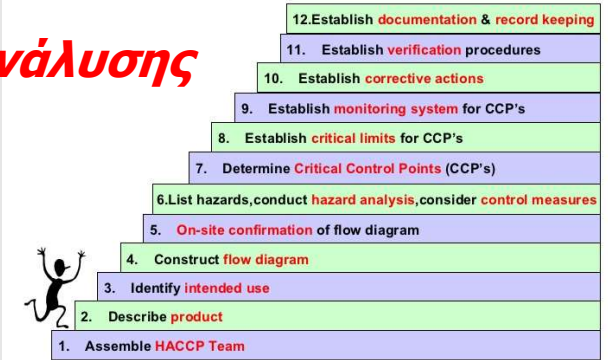 12.Establish documentation & record keeping
νάλυσης
11. Establish verification procedures
10. Establish corrective actions
9. Establish monitoring system for CCP's
8. Establish critical limits for CCP's
7. Determine Critical Control Points (CCP's)
6.List hazards,conduct hazard analysis,consider control measures
5. On-site confirmation of flow diagram
4. Construct flow diagram
3. Identify intended use
2. Describe product
1. Assemble HACCP Team